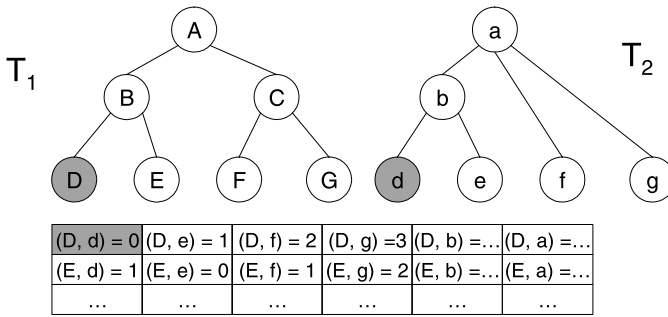 A
a
T1
T2
B
C
b
D
E
F
G
d
e
f
g
(D, d) = 0 (D, e) = 1 (D, f) = 2 (D, g) =3 (D, b) =... (D, a) =...
(E, d) = 1 (E, e) = 0 (E, f) = 1 (E, g) = 2 (E, b) =... (E, a) =...
... ... ... ... ... ...